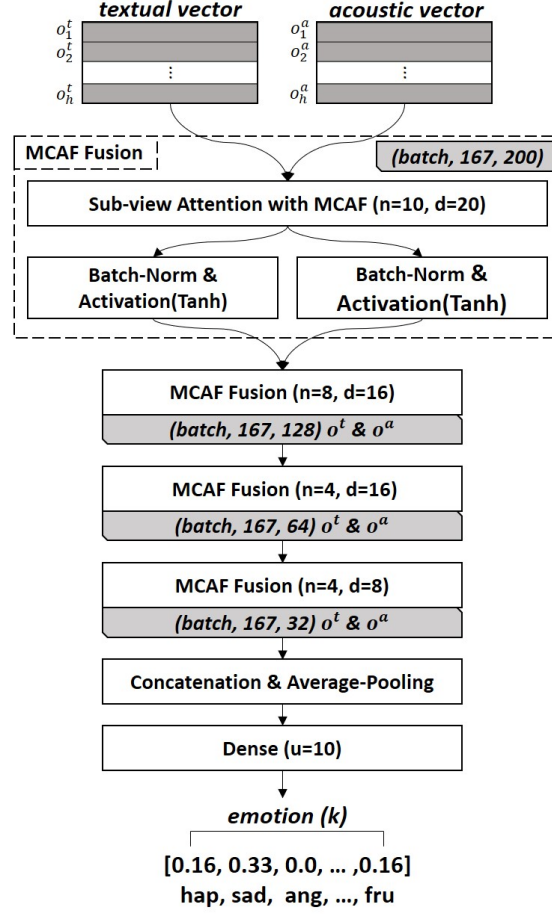 textual vector acoustic vector
o₁ᵗ o₁ᵃ
o₂ᵗ o₂ᵃ
⋮ ⋮
oₕᵗ oₕᵃ
MCAF Fusion (batch, 167, 200)
Sub-view Attention with MCAF (n=10, d=20)
Batch-Norm & Batch-Norm &
Activation(Tanh) Activation(Tanh)
MCAF Fusion (n=8, d=16)
(batch, 167, 128) oᵗ & oᵃ
MCAF Fusion (n=4, d=16)
(batch, 167, 64) oᵗ & oᵃ
MCAF Fusion (n=4, d=8)
(batch, 167, 32) oᵗ & oᵃ
Concatenation & Average-Pooling
Dense (u=10)
emotion (k)
[0.16, 0.33, 0.0, ... ,0.16]
hap, sad, ang, ..., fru